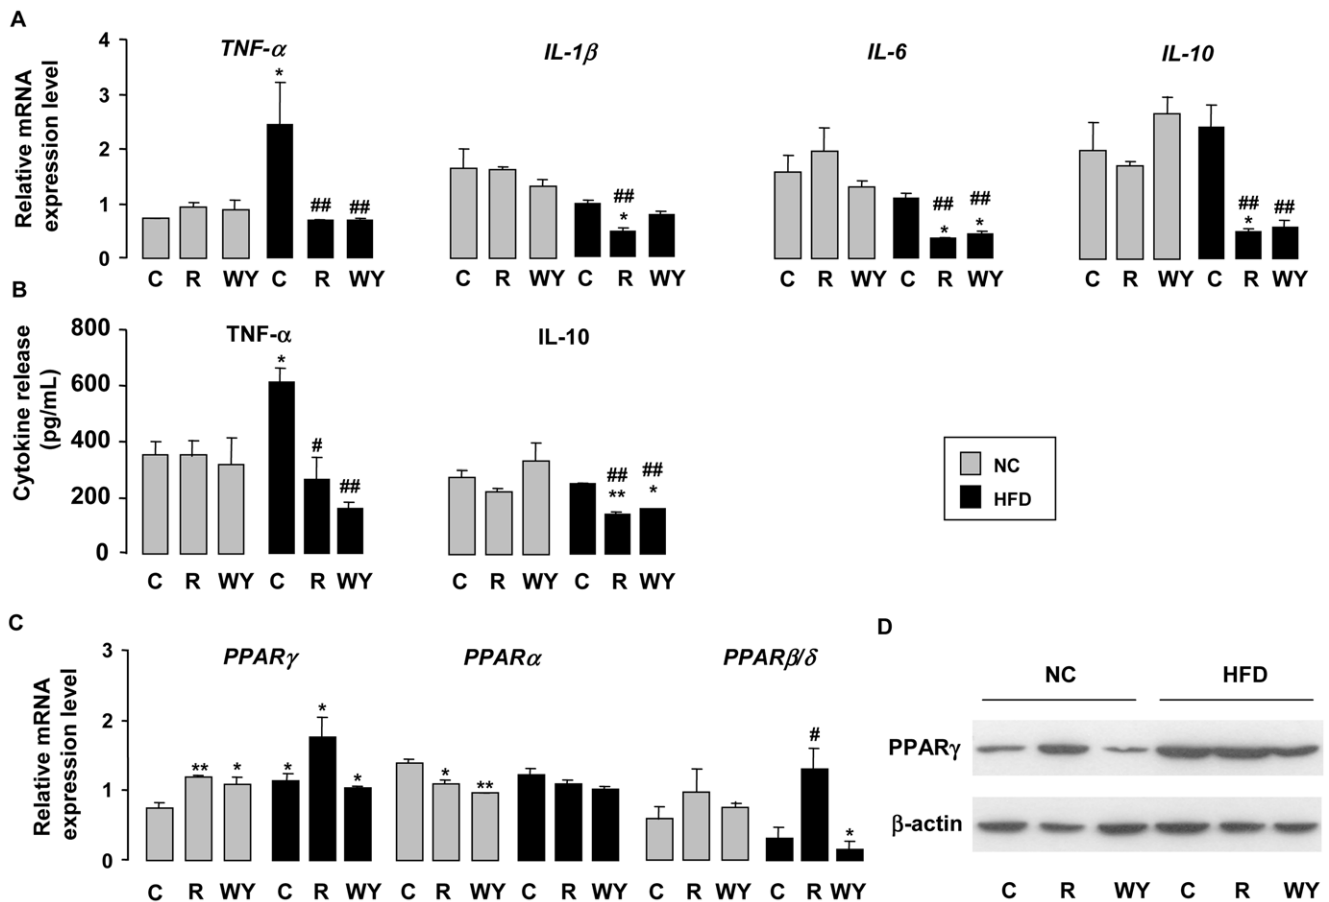 A
TNF-α
IL-1β
IL-6
IL-10
Relative mRNA
expression level
4
3
2
1
0
*
## ##
##
*
## ##
* *
## ##
*
C R WY C R WY
C R WY C R WY
C R WY C R WY
C R WY C R WY
B
TNF-α
IL-10
Cytokine release
(pg/mL)
800
600
400
200
0
*
#
##
## ##
** *
NC
HFD
C R WY C R WY
C R WY C R WY
C
PPARγ
PPARα
PPARβ/δ
Relative mRNA
expression level
3
2
1
0
** * * * *
* **
#
*
C R WY C R WY
C R WY C R WY
C R WY C R WY
D
NC HFD
PPARγ
β-actin
C R WY C R WY